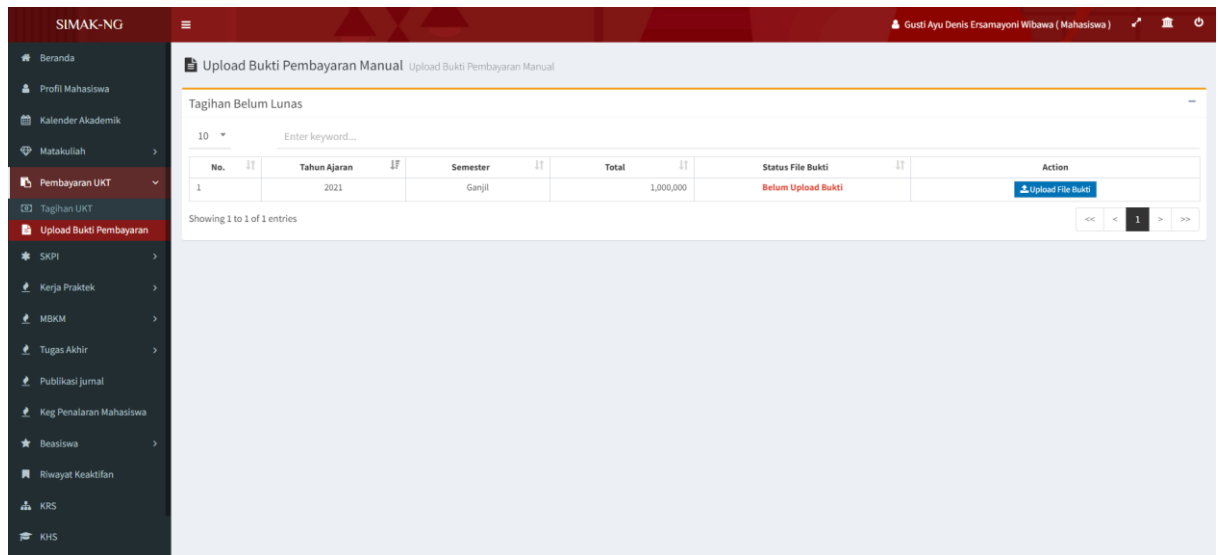 SIMAK-NG
Gusti Ayu Denis Ersamayoni Wibawa ( Mahasiswa )
Beranda
Profil Mahasiswa
Kalender Akademik
Matakuliah
Pembayaran UKT
Tagihan UKT
Upload Bukti Pembayaran
SKPI
Kerja Praktek
MBKM
Tugas Akhir
Publikasi jurnal
Keg Penalaran Mahasiswa
Beasiswa
Riwayat Keaktifan
KRS
KHS
Upload Bukti Pembayaran Manual Upload Bukti Pembayaran Manual
Tagihan Belum Lunas
10 Enter keyword...
No. Tahun Ajaran Semester Total Status File Bukti Action
1 2021 Ganjil 1,000,000 Belum Upload Bukti Upload File Bukti
Showing 1 to 1 of 1 entries
<< < 1 > >>